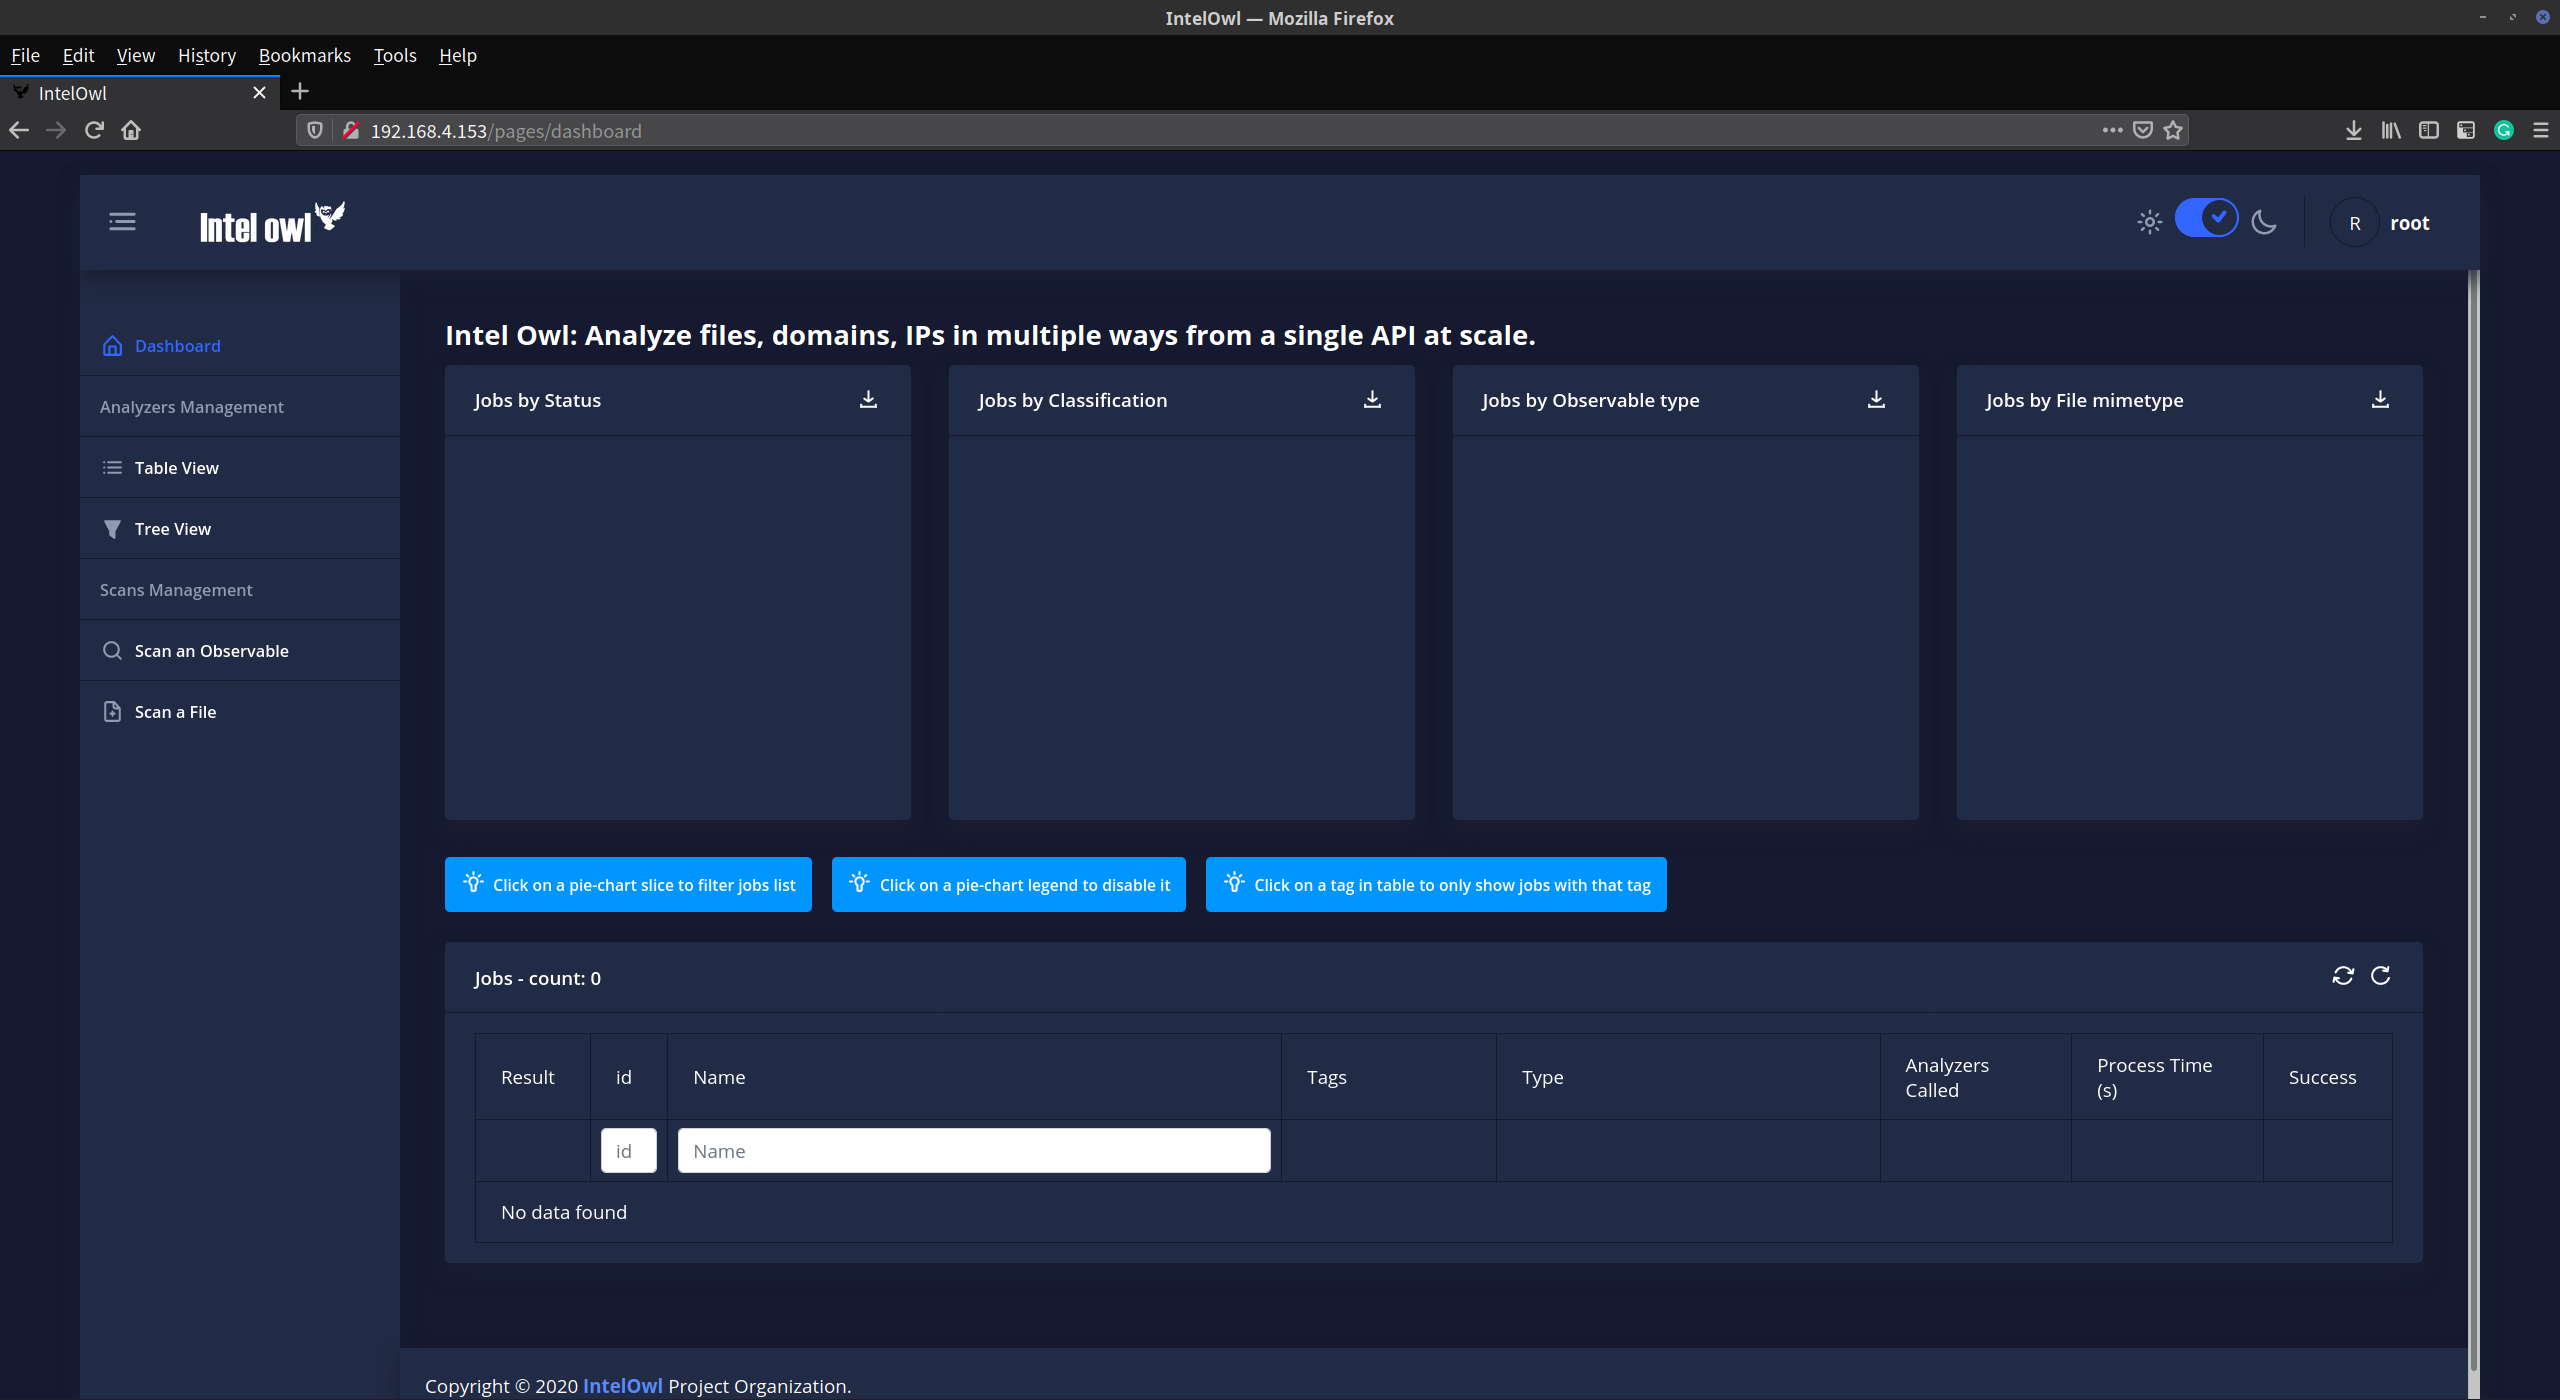 IntelOwl — Mozilla Firefox
File Edit View History Bookmarks Tools Help
IntelOwl
192.168.4.153/pages/dashboard
Intel owl
R root
Dashboard
Analyzers Management
Table View
Tree View
Scans Management
Scan an Observable
Scan a File
Intel Owl: Analyze files, domains, IPs in multiple ways from a single API at scale.
Jobs by Status
Jobs by Classification
Jobs by Observable type
Jobs by File mimetype
Click on a pie-chart slice to filter jobs list
Click on a pie-chart legend to disable it
Click on a tag in table to only show jobs with that tag
Jobs - count: 0
Result id Name Tags Type Analyzers Called Process Time (s) Success
id Name
No data found
Copyright © 2020 IntelOwl Project Organization.